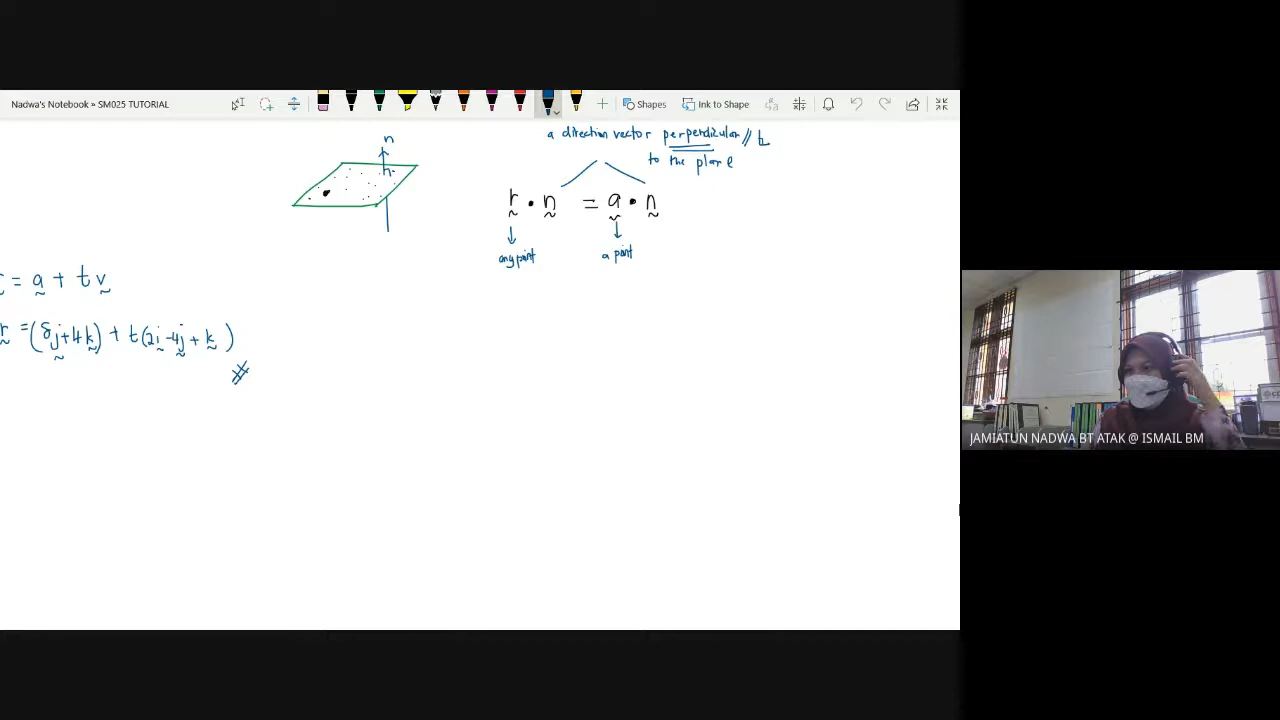 Nadwa's Notebook » SM025 TUTORIAL
Shapes
Ink to Shape
a direction vector perpendicular // ⊥
to the plane
n
r · n = a · n
any point
a point
r = a + t v
r = (8j + 4k) + t(2i - 4j + k)
#
JAMIATUN NADWA BT ATAK @ ISMAIL BM